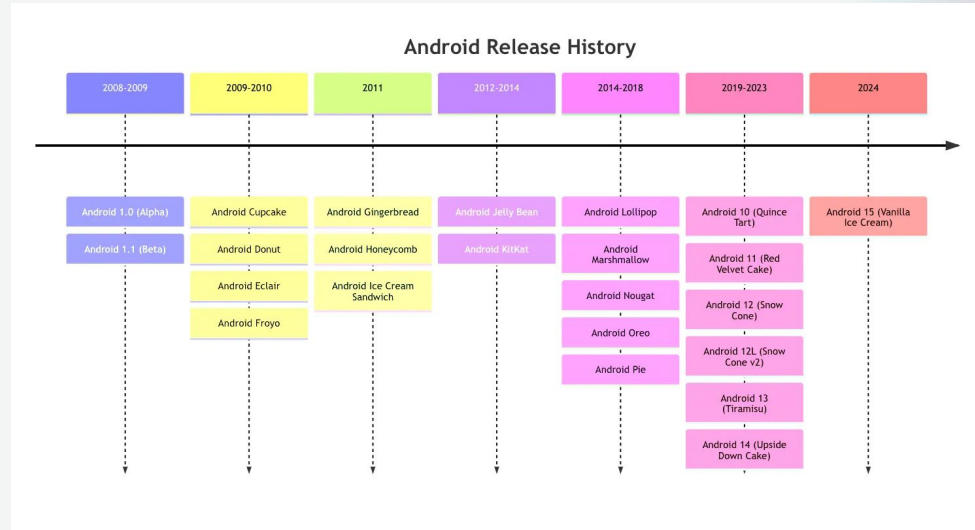 Android Release History
2008-2009
2009-2010
2011
2012-2014
2014-2018
2019-2023
2024
Android 1.0 (Alpha)
Android 1.1 (Beta)
Android Cupcake
Android Donut
Android Eclair
Android Froyo
Android Gingerbread
Android Honeycomb
Android Ice Cream
Sandwich
Android Jelly Bean
Android KitKat
Android Lollipop
Android
Marshmallow
Android Nougat
Android Oreo
Android Pie
Android 10 (Quince
Tart)
Android 11 (Red
Velvet Cake)
Android 12 (Snow
Cone)
Android 12L (Snow
Cone v2)
Android 13
(Tiramisu)
Android 14 (Upside
Down Cake)
Android 15 (Vanilla
Ice Cream)